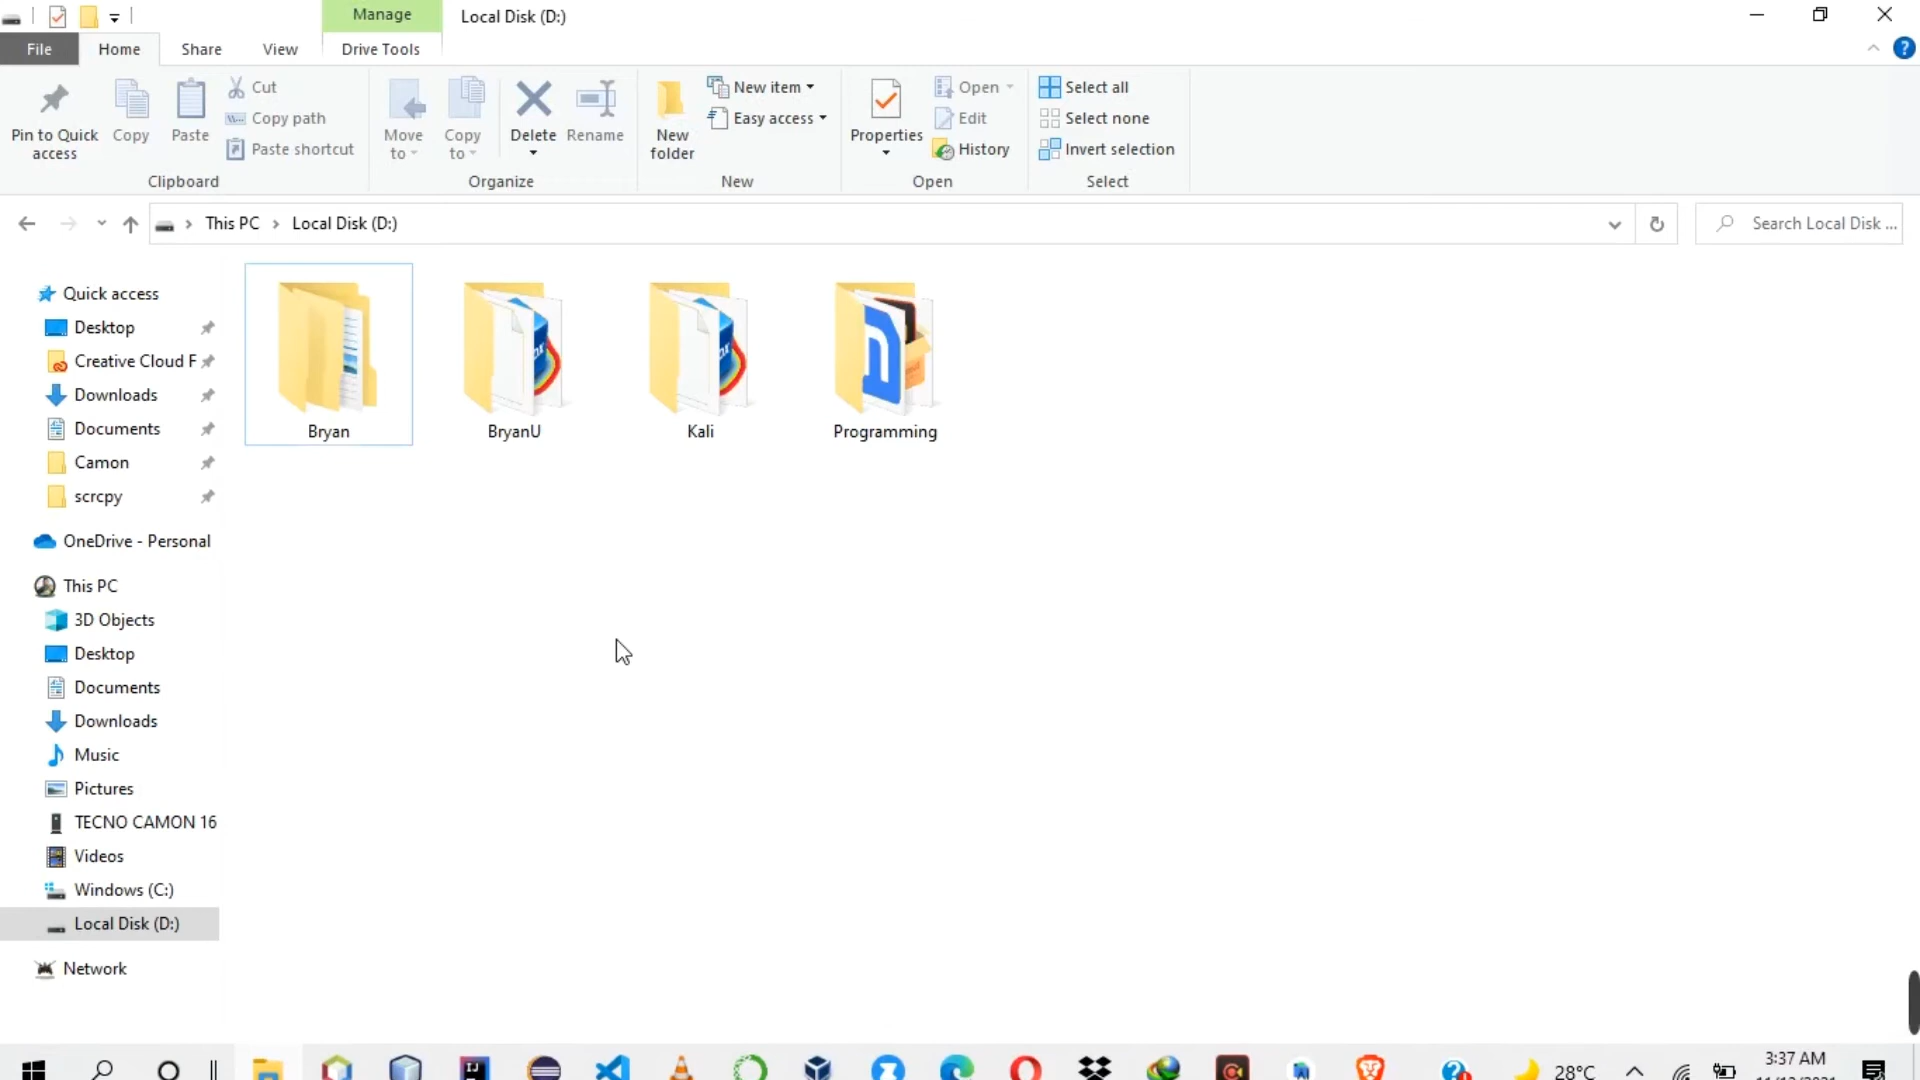 Manage
Local Disk (D:)
File
Home
Share
View
Drive Tools
Pin to Quick
access
Copy
Paste
Cut
Copy path
Paste shortcut
Clipboard
Move
to
Copy
to
Delete
Rename
Organize
New
folder
New item
Easy access
New
Properties
Open
Edit
History
Open
Select all
Select none
Invert selection
Select
This PC
Local Disk (D:)
Search Local Disk ...
Quick access
Desktop
Creative Cloud F
Downloads
Documents
Camon
scrcpy
OneDrive - Personal
This PC
3D Objects
Desktop
Documents
Downloads
Music
Pictures
TECNO CAMON 16
Videos
Windows (C:)
Local Disk (D:)
Network
Bryan
BryanU
Kali
Programming
28°C
3:37 AM